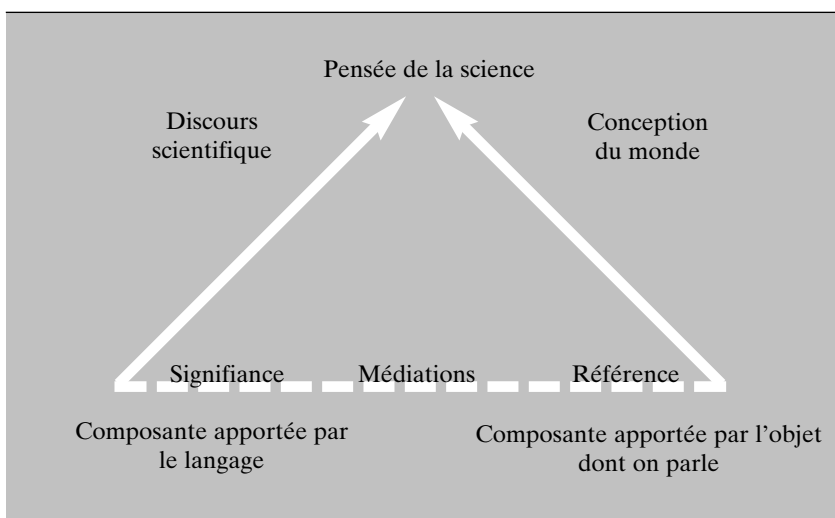 Pensée de la science
Discours
scientifique
Conception
du monde
Signifiance
Médiations
Référence
Composante apportée par
le langage
Composante apportée par l'objet
dont on parle